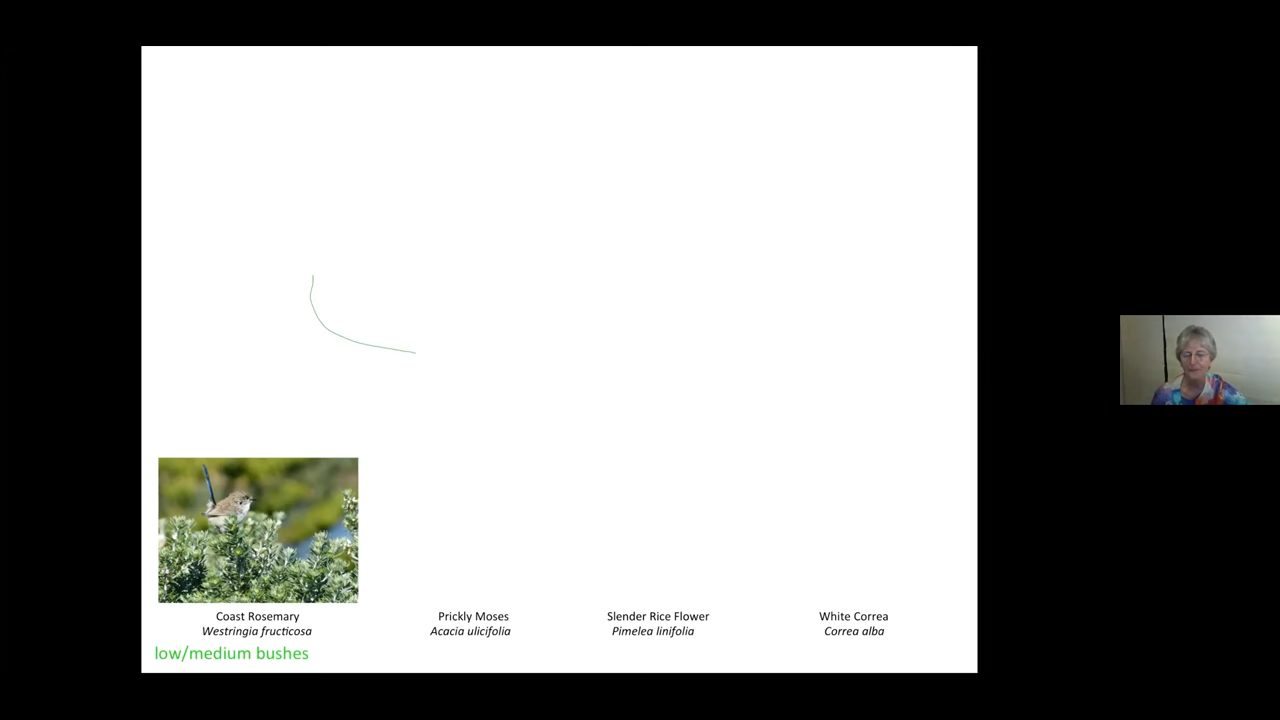 Coast Rosemary
Westringia fructicosa
Prickly Moses
Acacia ulicifolia
Slender Rice Flower
Pimelea linifolia
White Correa
Correa alba
low/medium bushes